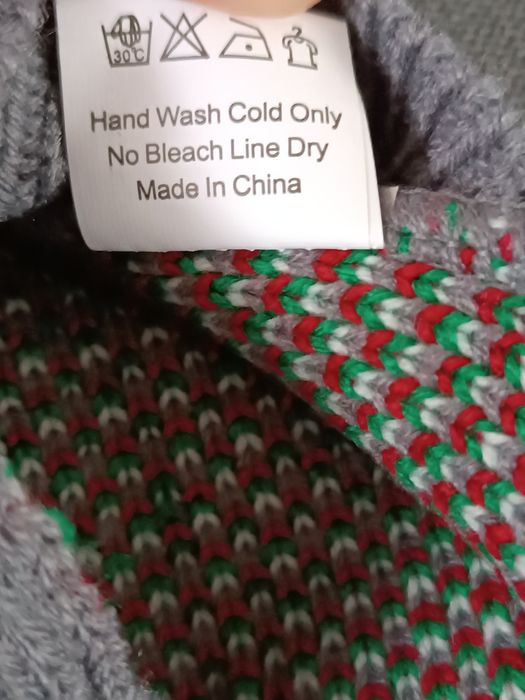 30°C
Hand Wash Cold Only
No Bleach Line Dry
Made In China